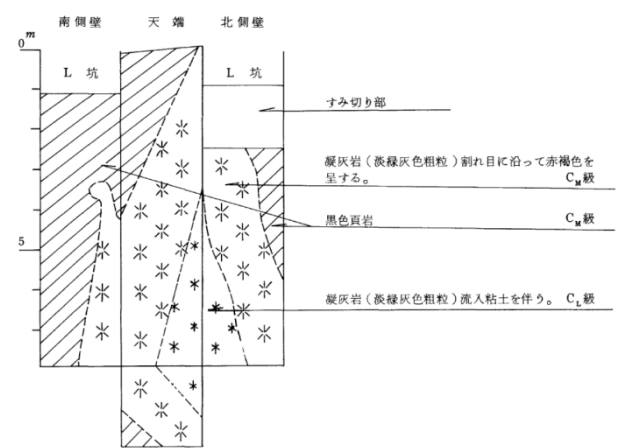 南側壁 天端 北側壁
m
0
L 坑 L 坑
すみ切り部
凝灰岩(淡緑灰色粗粒)割れ目に沿って赤褐色を
呈する。 CM級
黒色頁岩 CM級
5
凝灰岩(淡緑灰色粗粒)流入粘土を伴う。 CL級